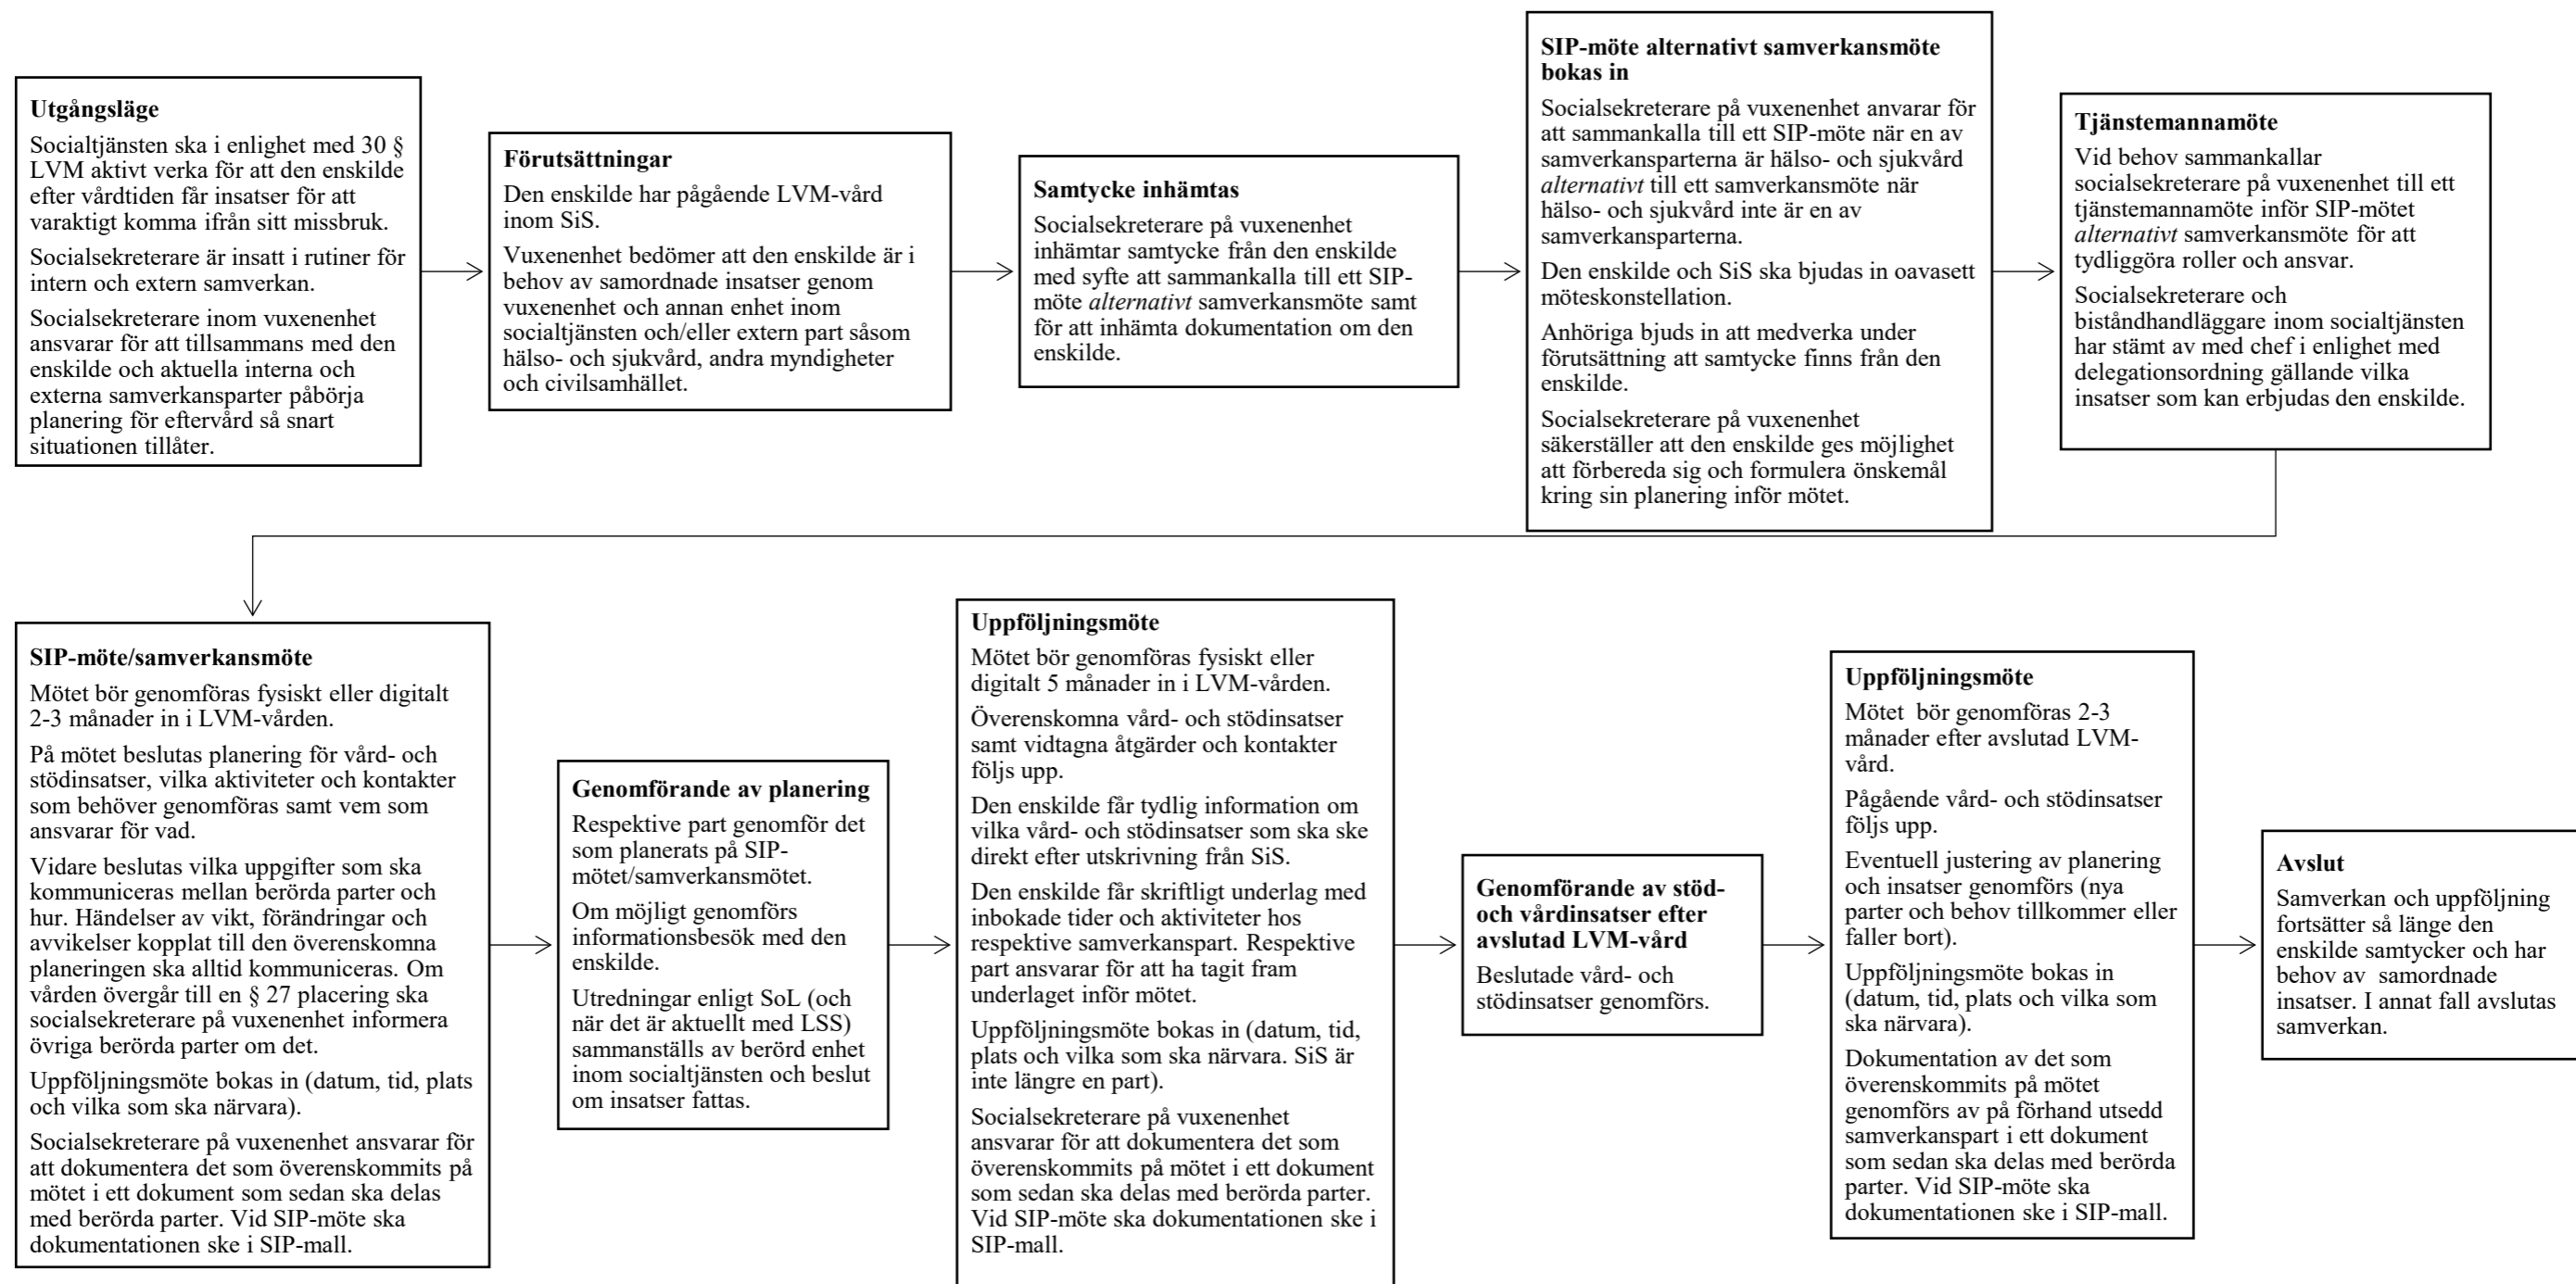 Utgångsläge
Socialtjänsten ska i enlighet med 30 §
LVM aktivt verka för att den enskilde
efter vårdtiden får insatser för att
varaktigt komma ifrån sitt missbruk.
Socialsekreterare är insatt i rutiner för
intern och extern samverkan.
Socialsekreterare inom vuxenenhet
ansvarar för att tillsammans med den
enskilde och aktuella interna och
externa samverksparter påbörja
planering för eftervård så snart
situationen tillåter.
Förutsättningar
Den enskilde har pågående LVM-vård
inom SiS.
Vuxenenhet bedömer att den enskilde är i
behov av samordnade insatser genom
vuxenenhet och annan enhet inom
socialtjänsten och/eller extern part såsom
hälso- och sjukvård, andra myndigheter
och civilsamhället.
Samtycke inhämtas
Socialsekreterare på vuxenenhet
inhämtar samtycke från den enskilde
med syfte att sammankalla till ett SIP-
möte alternativt samverkansmöte samt
för att inhämta dokumentation om den
enskilde.
SIP-möte alternativt samverkansmöte
bokas in
Socialsekreterare på vuxenenhet anvarar för
att sammankalla till ett SIP-möte när en av
samverkansparterna är hälso- och sjukvård
alternativt till ett samverkansmöte när
hälso- och sjukvård inte är en av
samverkansparterna.
Den enskilde och SiS ska bjudas in oavasett
möteskonstellation.
Anhöriga bjuds in att medverka under
förutsättning att samtycke finns från den
enskilde.
Socialsekreterare på vuxenenhet
säkerställer att den enskilde ges möjlighet
att förbereda sig och formulera önskemål
kring sin planering inför mötet.
Tjänstemannamöte
Vid behov sammankallar
socialsekreterare på vuxenenhet till ett
tjänstemannamöte inför SIP-mötet
alternativt samverkansmöte för att
tydliggöra roller och ansvar.
Socialsekreterare och
biståndhandläggare inom socialtjänsten
har stämt av med chef i enlighet med
delegationsordning gällande vilka
insatser som kan erbjudas den enskilde.
SIP-möte/samverkansmöte
Mötet bör genomföras fysiskt eller digitalt
2-3 månader in i LVM-vården.
På mötet beslutas planering för vård- och
stödinsatser, vilka aktiviteter och kontakter
som behöver genomföras samt vem som
ansvarar för vad.
Vidare beslutas vilka uppgifter som ska
kommuniceras mellan berörda parter och
hur. Händelser av vikt, förändringar och
avvikelser kopplat till den överenskomna
planeringen ska alltid kommuniceras. Om
vården övergår till en § 27 placering ska
socialsekreterare på vuxenenhet informera
övriga berörda parter om det.
Uppföljningsmöte bokas in (datum, tid, plats
och vilka som ska närvara).
Socialsekreterare på vuxenenhet ansvarar för
att dokumentera det som överenskommits på
mötet i ett dokument som sedan ska delas
med berörda parter. Vid SIP-möte ska
dokumentationen ske i SIP-mall.
Genomförande av planering
Respektive part genomför det
som planerats på SIP-
mötet/samverkansmötet.
Om möjligt genomförs
informationsbesök med den
enskilde.
Utredningar enligt SoL (och
när det är aktuellt med LSS)
sammanställs av berörd enhet
inom socialtjänsten och beslut
om insatser fattas.
Uppföljningsmöte
Mötet bör genomföras fysiskt eller
digitalt 5 månader in i LVM-vården.
Överenskomna vård- och stödinsatser
samt vidtagna åtgärder och kontakter
följs upp.
Den enskilde får tydlig information om
vilka vård- och stödinsatser som ska ske
direkt efter utskrivning från SiS.
Den enskilde får skriftligt underlag med
inbokade tider och aktiviteter hos
respektive samverkanspart. Respektive
part ansvarar för att ha tagit fram
underlaget inför mötet.
Uppföljningsmöte bokas in (datum, tid,
plats och vilka som ska närvara. SiS är
inte längre en part).
Socialsekreterare på vuxenenhet
ansvarar för att dokumentera det som
överenskommits på mötet i ett dokument
som sedan ska delas med berörda parter.
Vid SIP-möte ska dokumentationen ske i
SIP-mall.
Genomförande av stöd-
och vårdinsatser efter
avslutad LVM-vård
Beslutade vård- och
stödinsatser genomförs.
Uppföljningsmöte
Mötet bör genomföras 2-3
månader efter avslutad LVM-
vård.
Pågående vård- och stödinsatser
följs upp.
Eventuell justering av planering
och insatser genomförs (nya
parter och behov tillkommer eller
faller bort).
Uppföljningsmöte bokas in
(datum, tid, plats och vilka som
ska närvara).
Dokumentation av det som
överenskommits på mötet
genomförs av på förhand utsedd
samverkanspart i ett dokument
som sedan ska delas med berörda
parter. Vid SIP-möte ska
dokumentationen ske i SIP-mall.
Avslut
Samverkan och uppföljning
fortsätter så länge den
enskilde samtycker och har
behov av samordnade
insatser. I annat fall avslutas
samverkan.